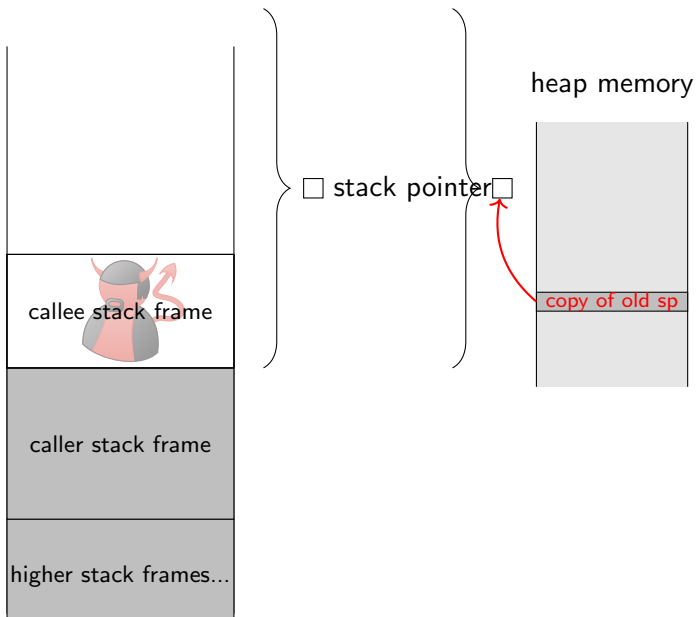 heap memory
□ stack pointer □
copy of old sp
callee stack frame
caller stack frame
higher stack frames...